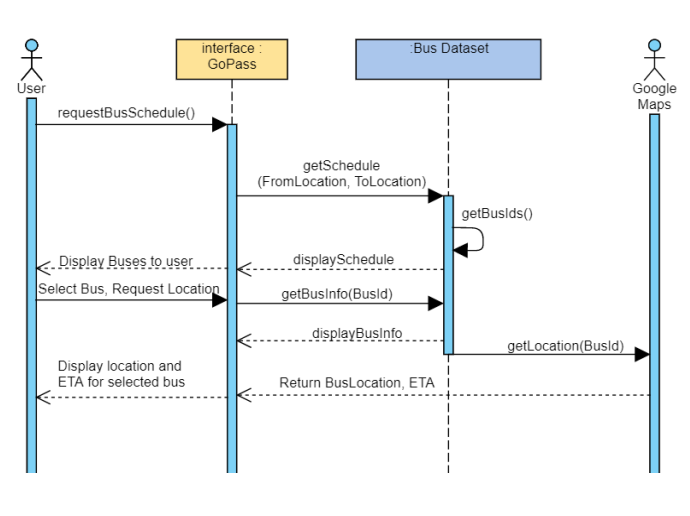 interface :
GoPass
:Bus Dataset
User
Google
Maps
requestBusSchedule()
getSchedule
(FromLocation, ToLocation)
getBusIds()
Display Buses to user
displaySchedule
Select Bus, Request Location
getBusInfo(BusId)
displayBusInfo
getLocation(BusId)
Display location and
ETA for selected bus
Return BusLocation, ETA